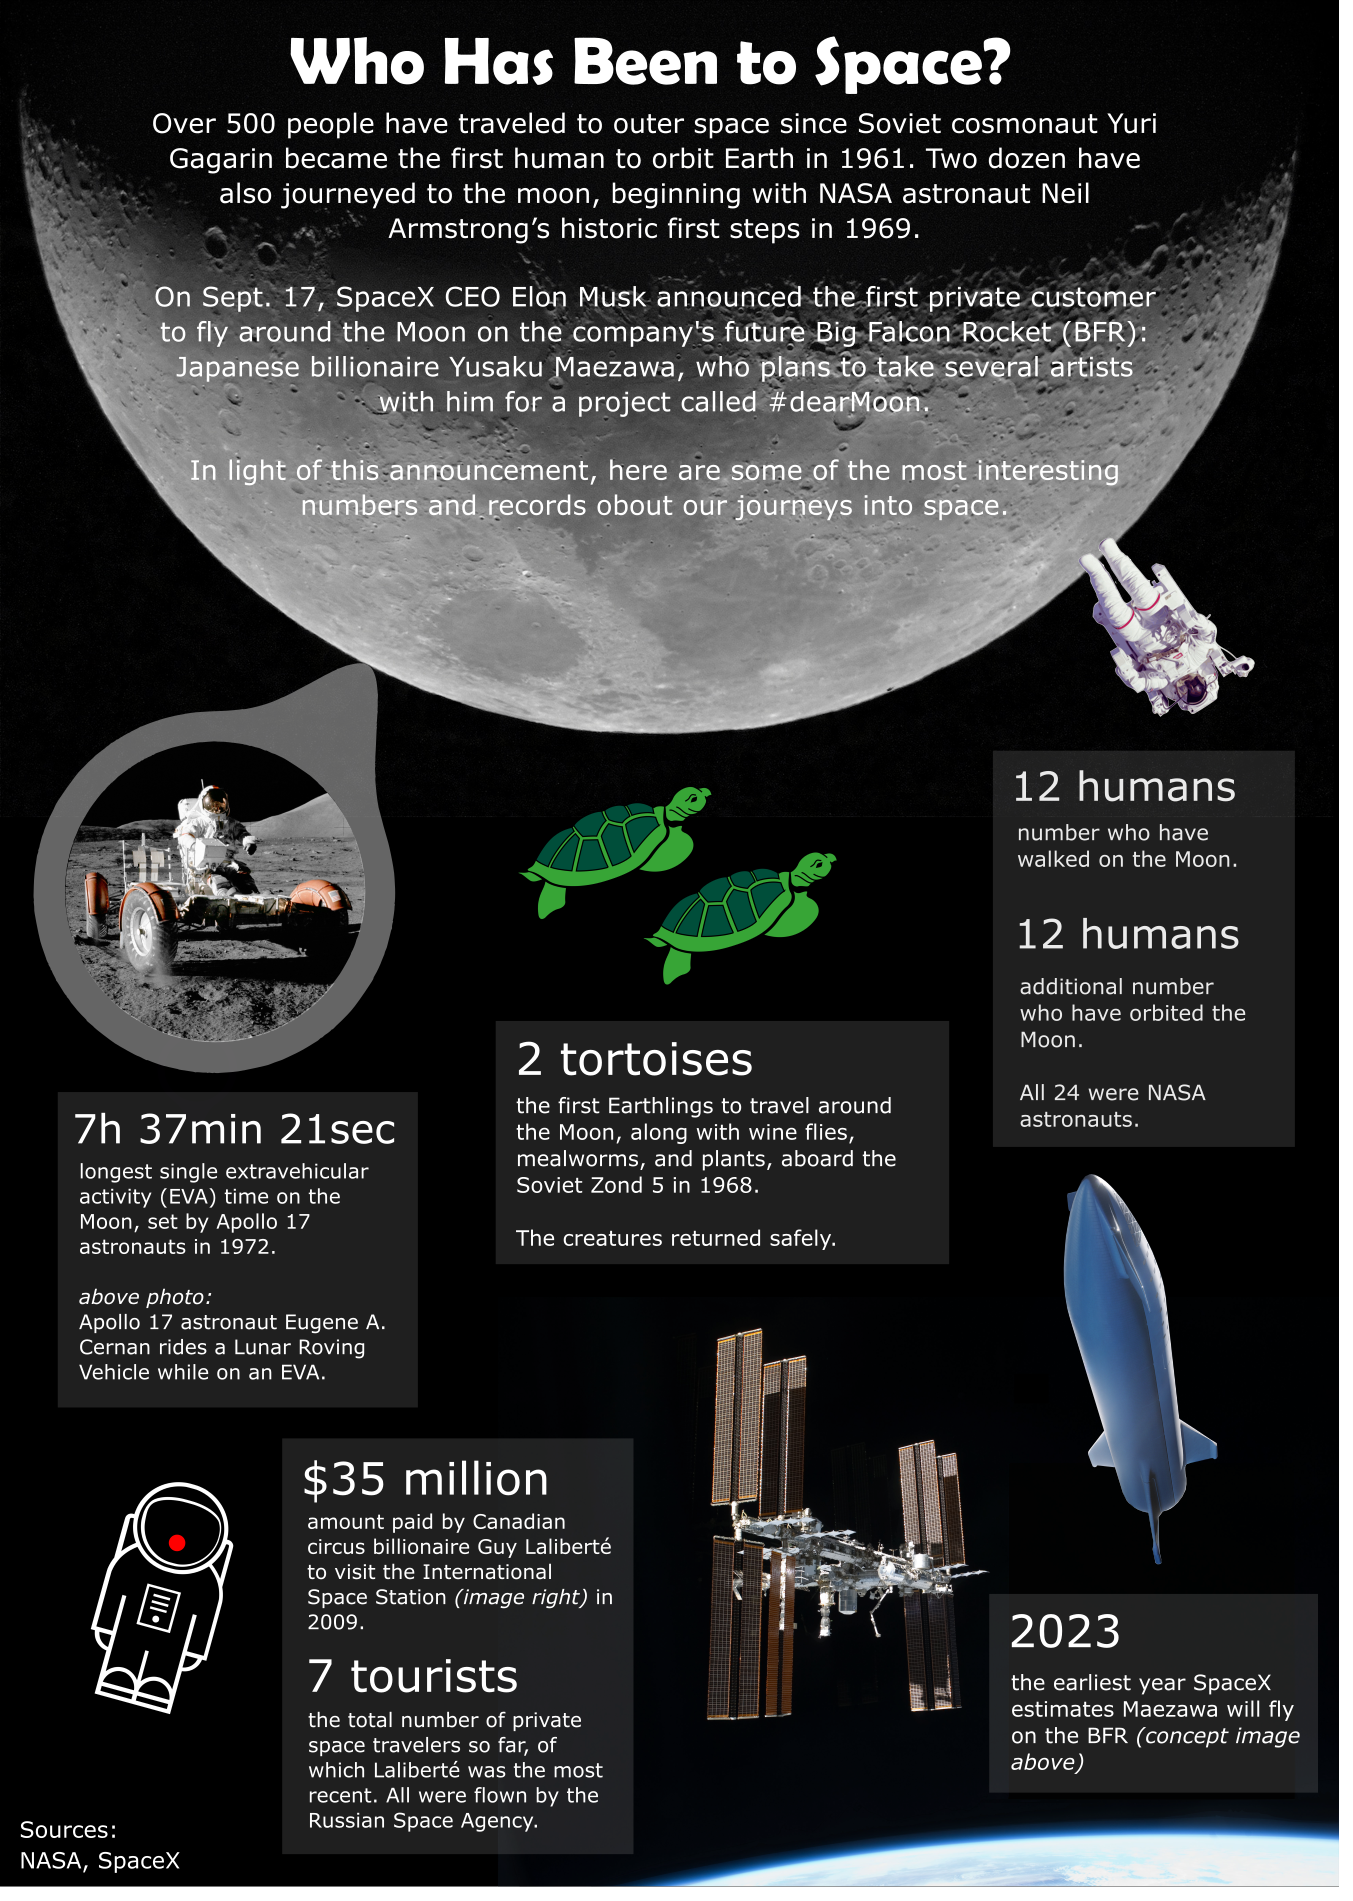 Who Has Been to Space?
Over 500 people have traveled to outer space since Soviet cosmonaut Yuri
Gagarin became the first human to orbit Earth in 1961. Two dozen have
also journeyed to the moon, beginning with NASA astronaut Neil
Armstrong’s historic first steps in 1969.
On Sept. 17, SpaceX CEO Elon Musk announced the first private customer
to fly around the Moon on the company's future Big Falcon Rocket (BFR):
Japanese billionaire Yusaku Maezawa, who plans to take several artists
with him for a project called #dearMoon.
In light of this announcement, here are some of the most interesting
numbers and records obout our journeys into space.
12 humans
number who have
walked on the Moon.
12 humans
additional number
who have orbited the
Moon.
All 24 were NASA
astronauts.
2 tortoises
the first Earthlings to travel around
the Moon, along with wine flies,
mealworms, and plants, aboard the
Soviet Zond 5 in 1968.
The creatures returned safely.
7h 37min 21sec
longest single extravehicular
activity (EVA) time on the
Moon, set by Apollo 17
astronauts in 1972.
above photo:
Apollo 17 astronaut Eugene A.
Cernan rides a Lunar Roving
Vehicle while on an EVA.
$35 million
amount paid by Canadian
circus billionaire Guy Laliberté
to visit the International
Space Station (image right) in
2009.
7 tourists
the total number of private
space travelers so far, of
which Laliberté was the most
recent. All were flown by the
Russian Space Agency.
2023
the earliest year SpaceX
estimates Maezawa will fly
on the BFR (concept image
above)
Sources:
NASA, SpaceX